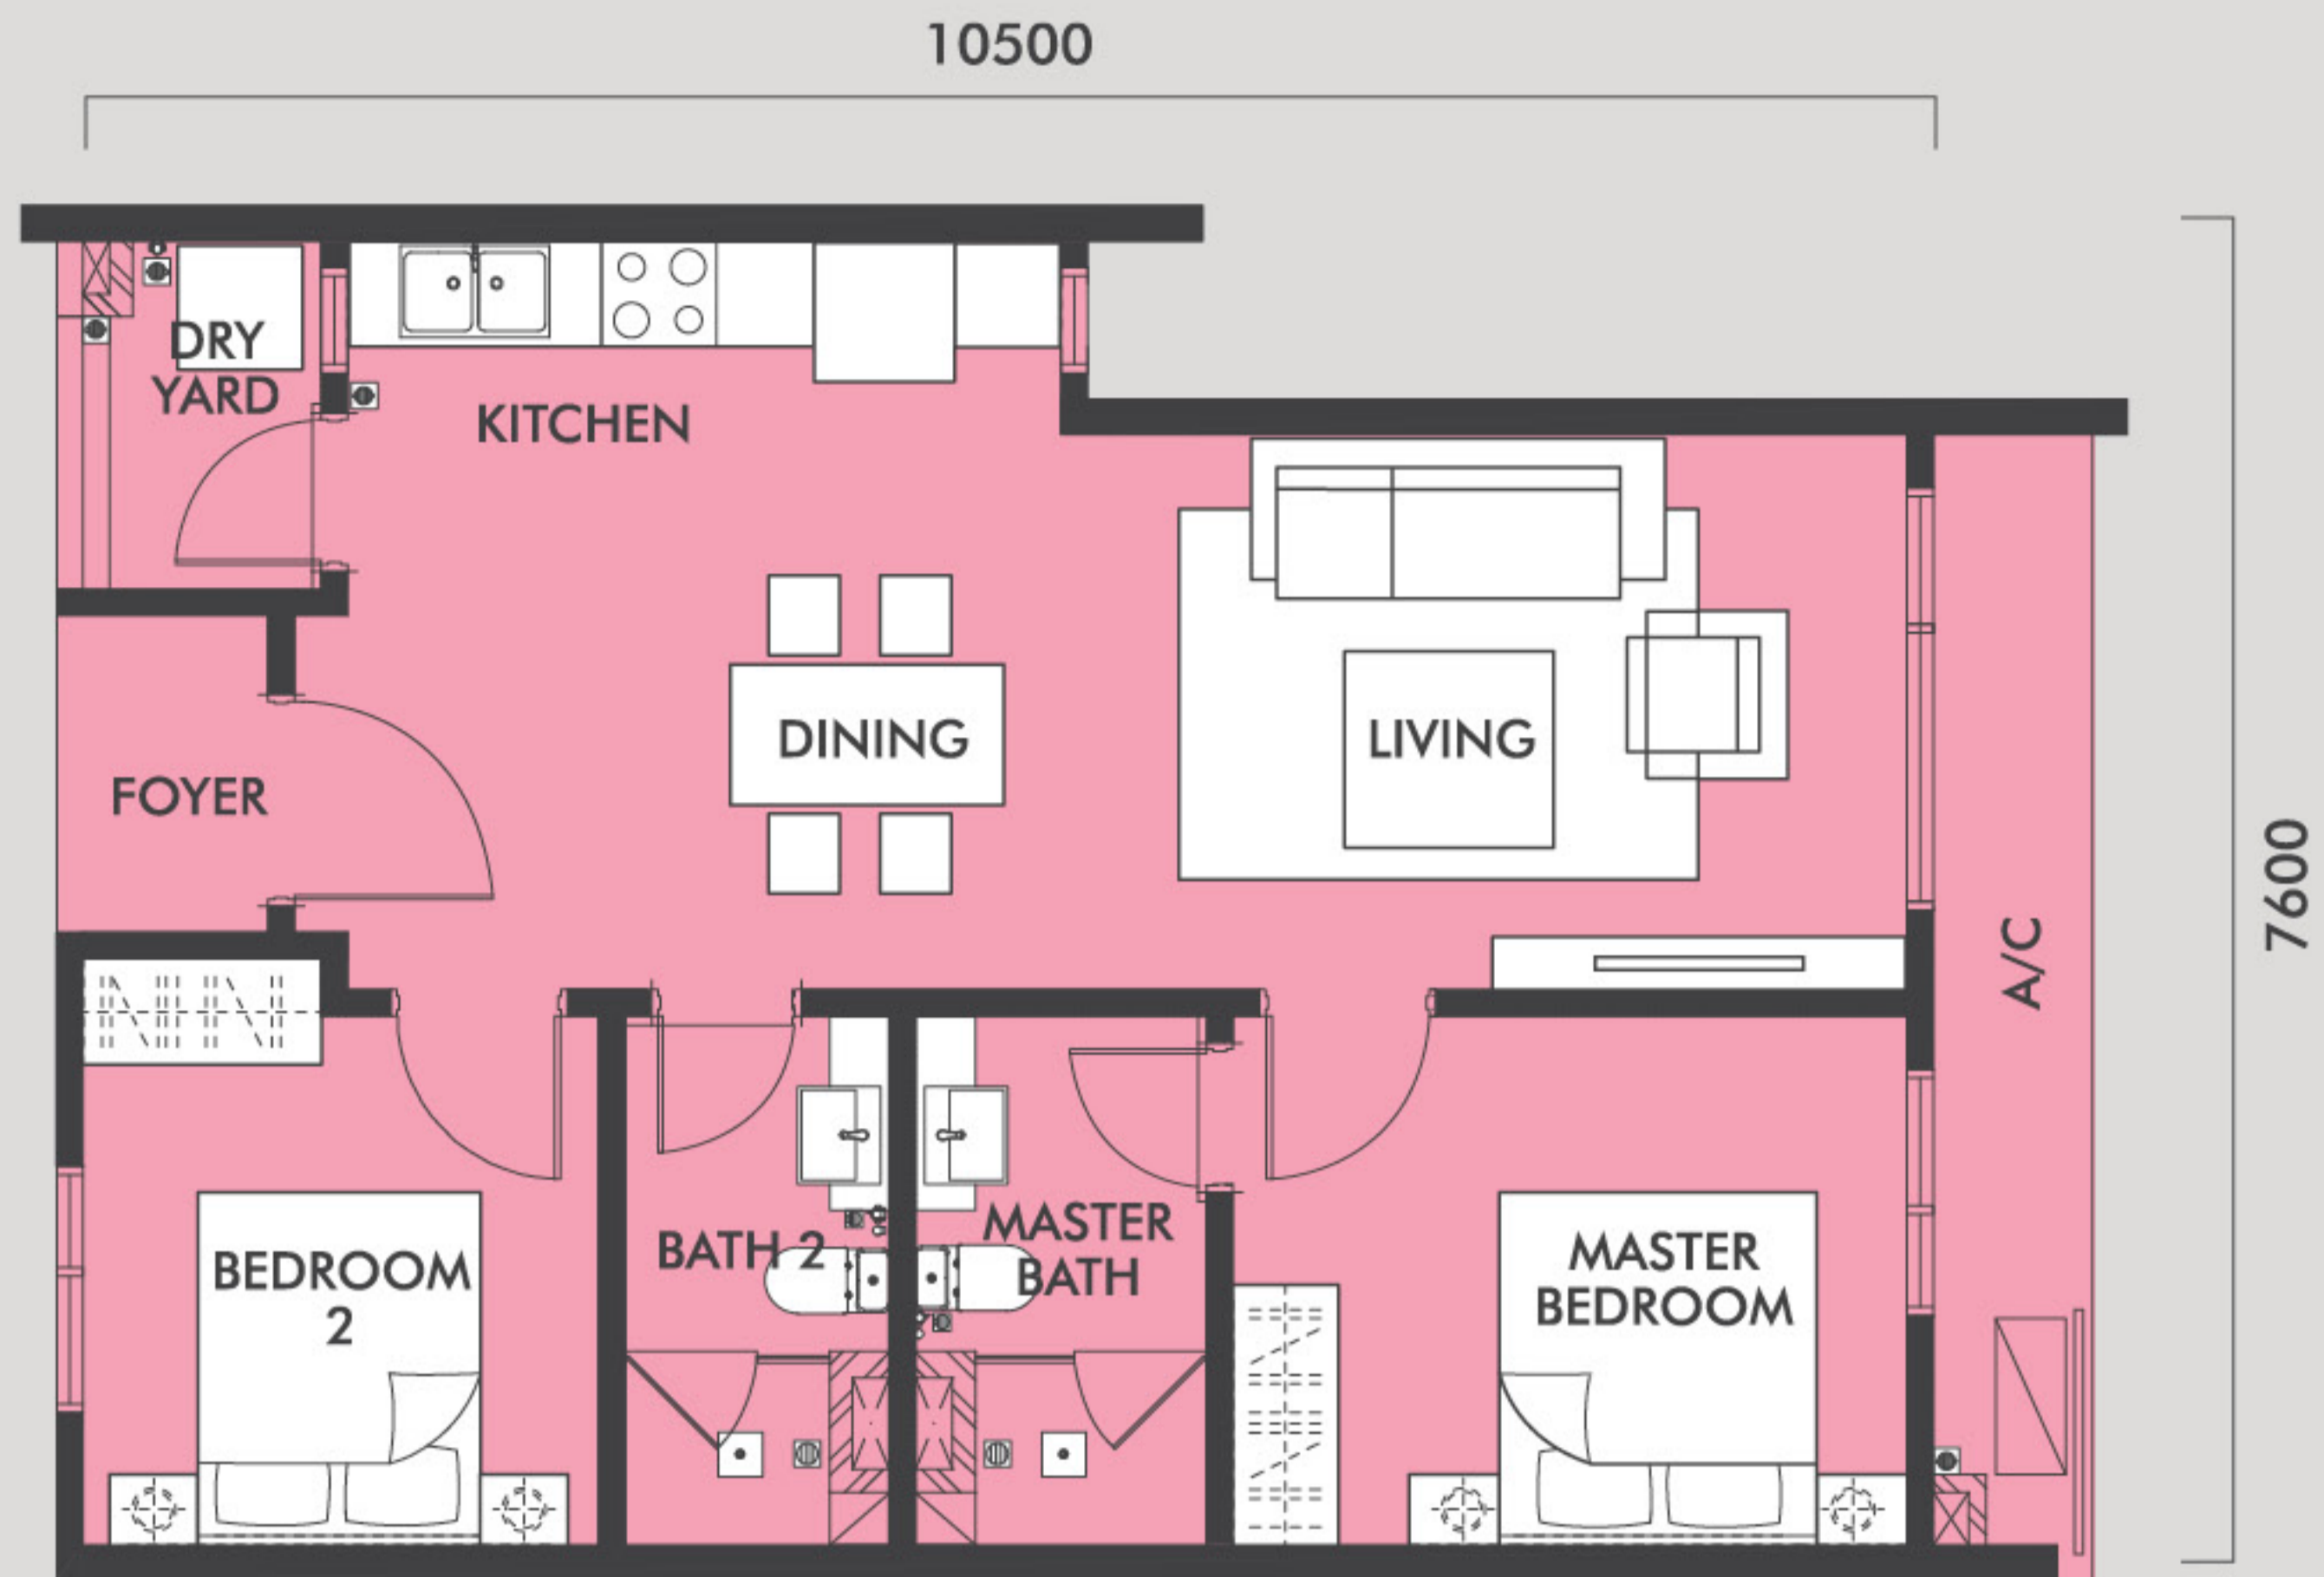 10500
DRY
YARD
KITCHEN
DINING
LIVING
FOYER
7600
A/C
BEDROOM
2
BATH 2
MASTER
BATH
MASTER
BEDROOM